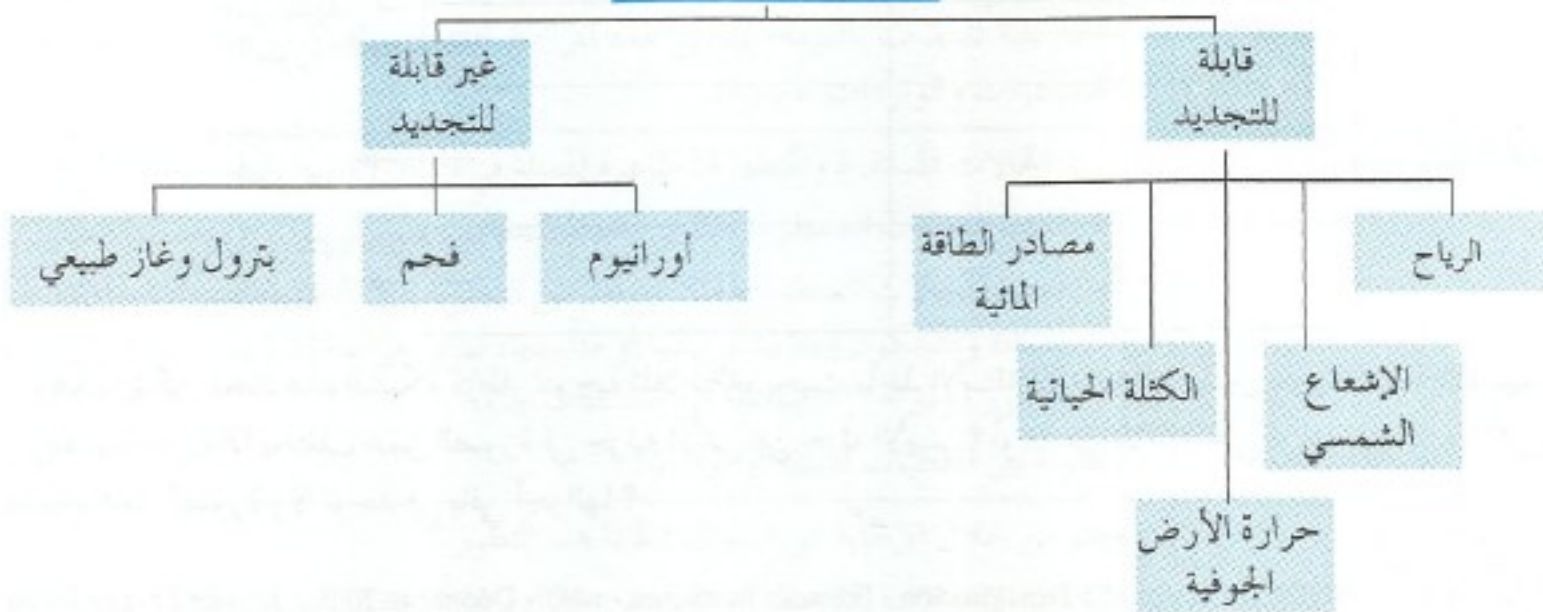 قابلة
للتجديد
غير قابلة
للتجديد
الرياح
الإشعاع
الشمسي
حرارة الأرض
الجوفية
الكتلة الحياتية
مصادر الطاقة
المائية
أورانيوم
فحم
بترول وغاز طبيعي